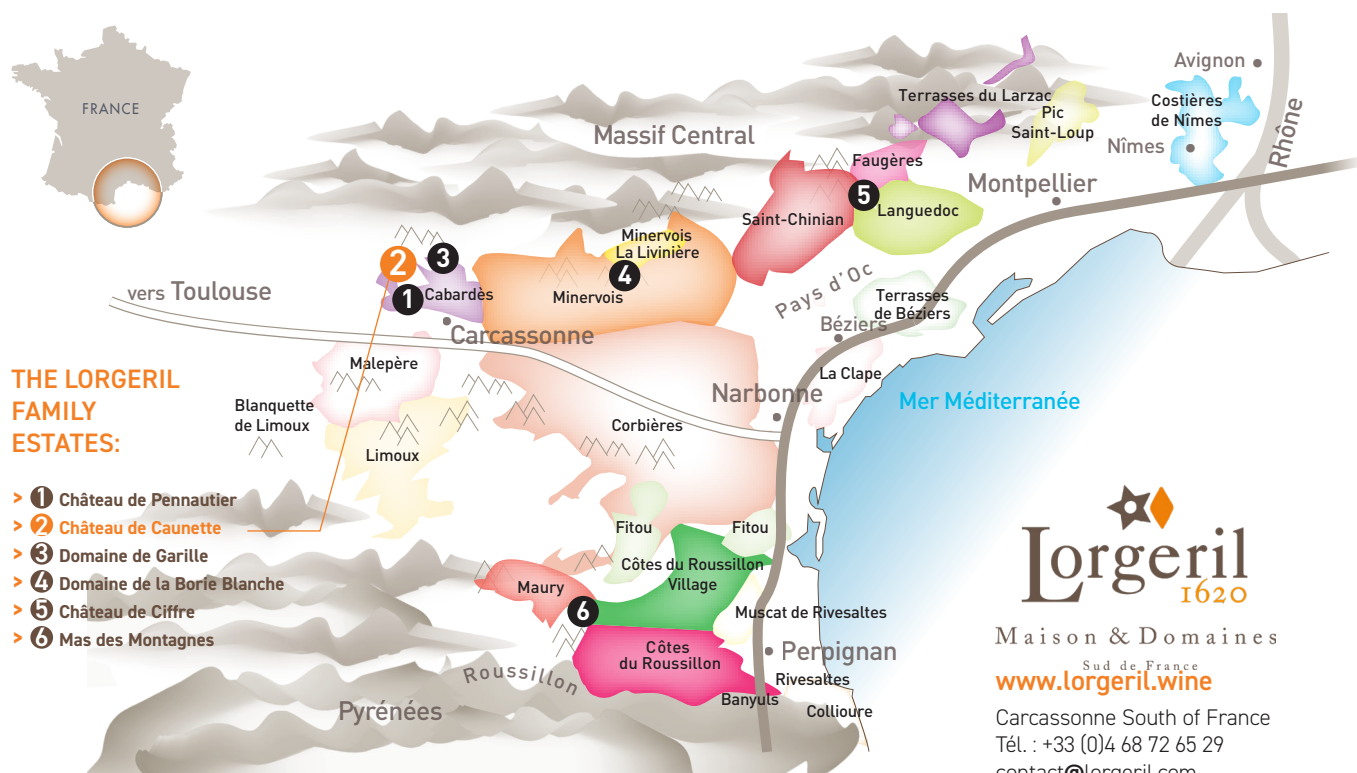 FRANCE
Avignon
Terrasses du Larzac
Pic
Saint-Loup
Costières
de Nîmes
Nîmes
Rhône
Massif Central
Faugères
Montpellier
5
Languedoc
Saint-Chinian
Minervois
La Livinière
2
3
4
1
Cabardès
Minervois
Pays d'Oc
Terrasses
de Béziers
Béziers
vers Toulouse
Carcassonne
Malepère
La Clape
Narbonne
Mer Méditerranée
Blanquette
de Limoux
Limoux
Corbières
THE LORGERIL
FAMILY
ESTATES:
> 1 Château de Pennautier
> 2 Château de Caunette
> 3 Domaine de Garille
> 4 Domaine de la Borie Blanche
> 5 Château de Ciffre
> 6 Mas des Montagnes
Fitou
Fitou
Côtes du Roussillon
Village
Maury
6
Muscat de Rivesaltes
Côtes
du Roussillon
Perpignan
Roussillon
Rivesaltes
Banyuls
Collioure
Pyrénées
Lorgeril
1620
Maison & Domaines
Sud de France
www.lorgeril.wine
Carcassonne South of France
Tél. : +33 (0)4 68 72 65 29
contact@lorgeril.com